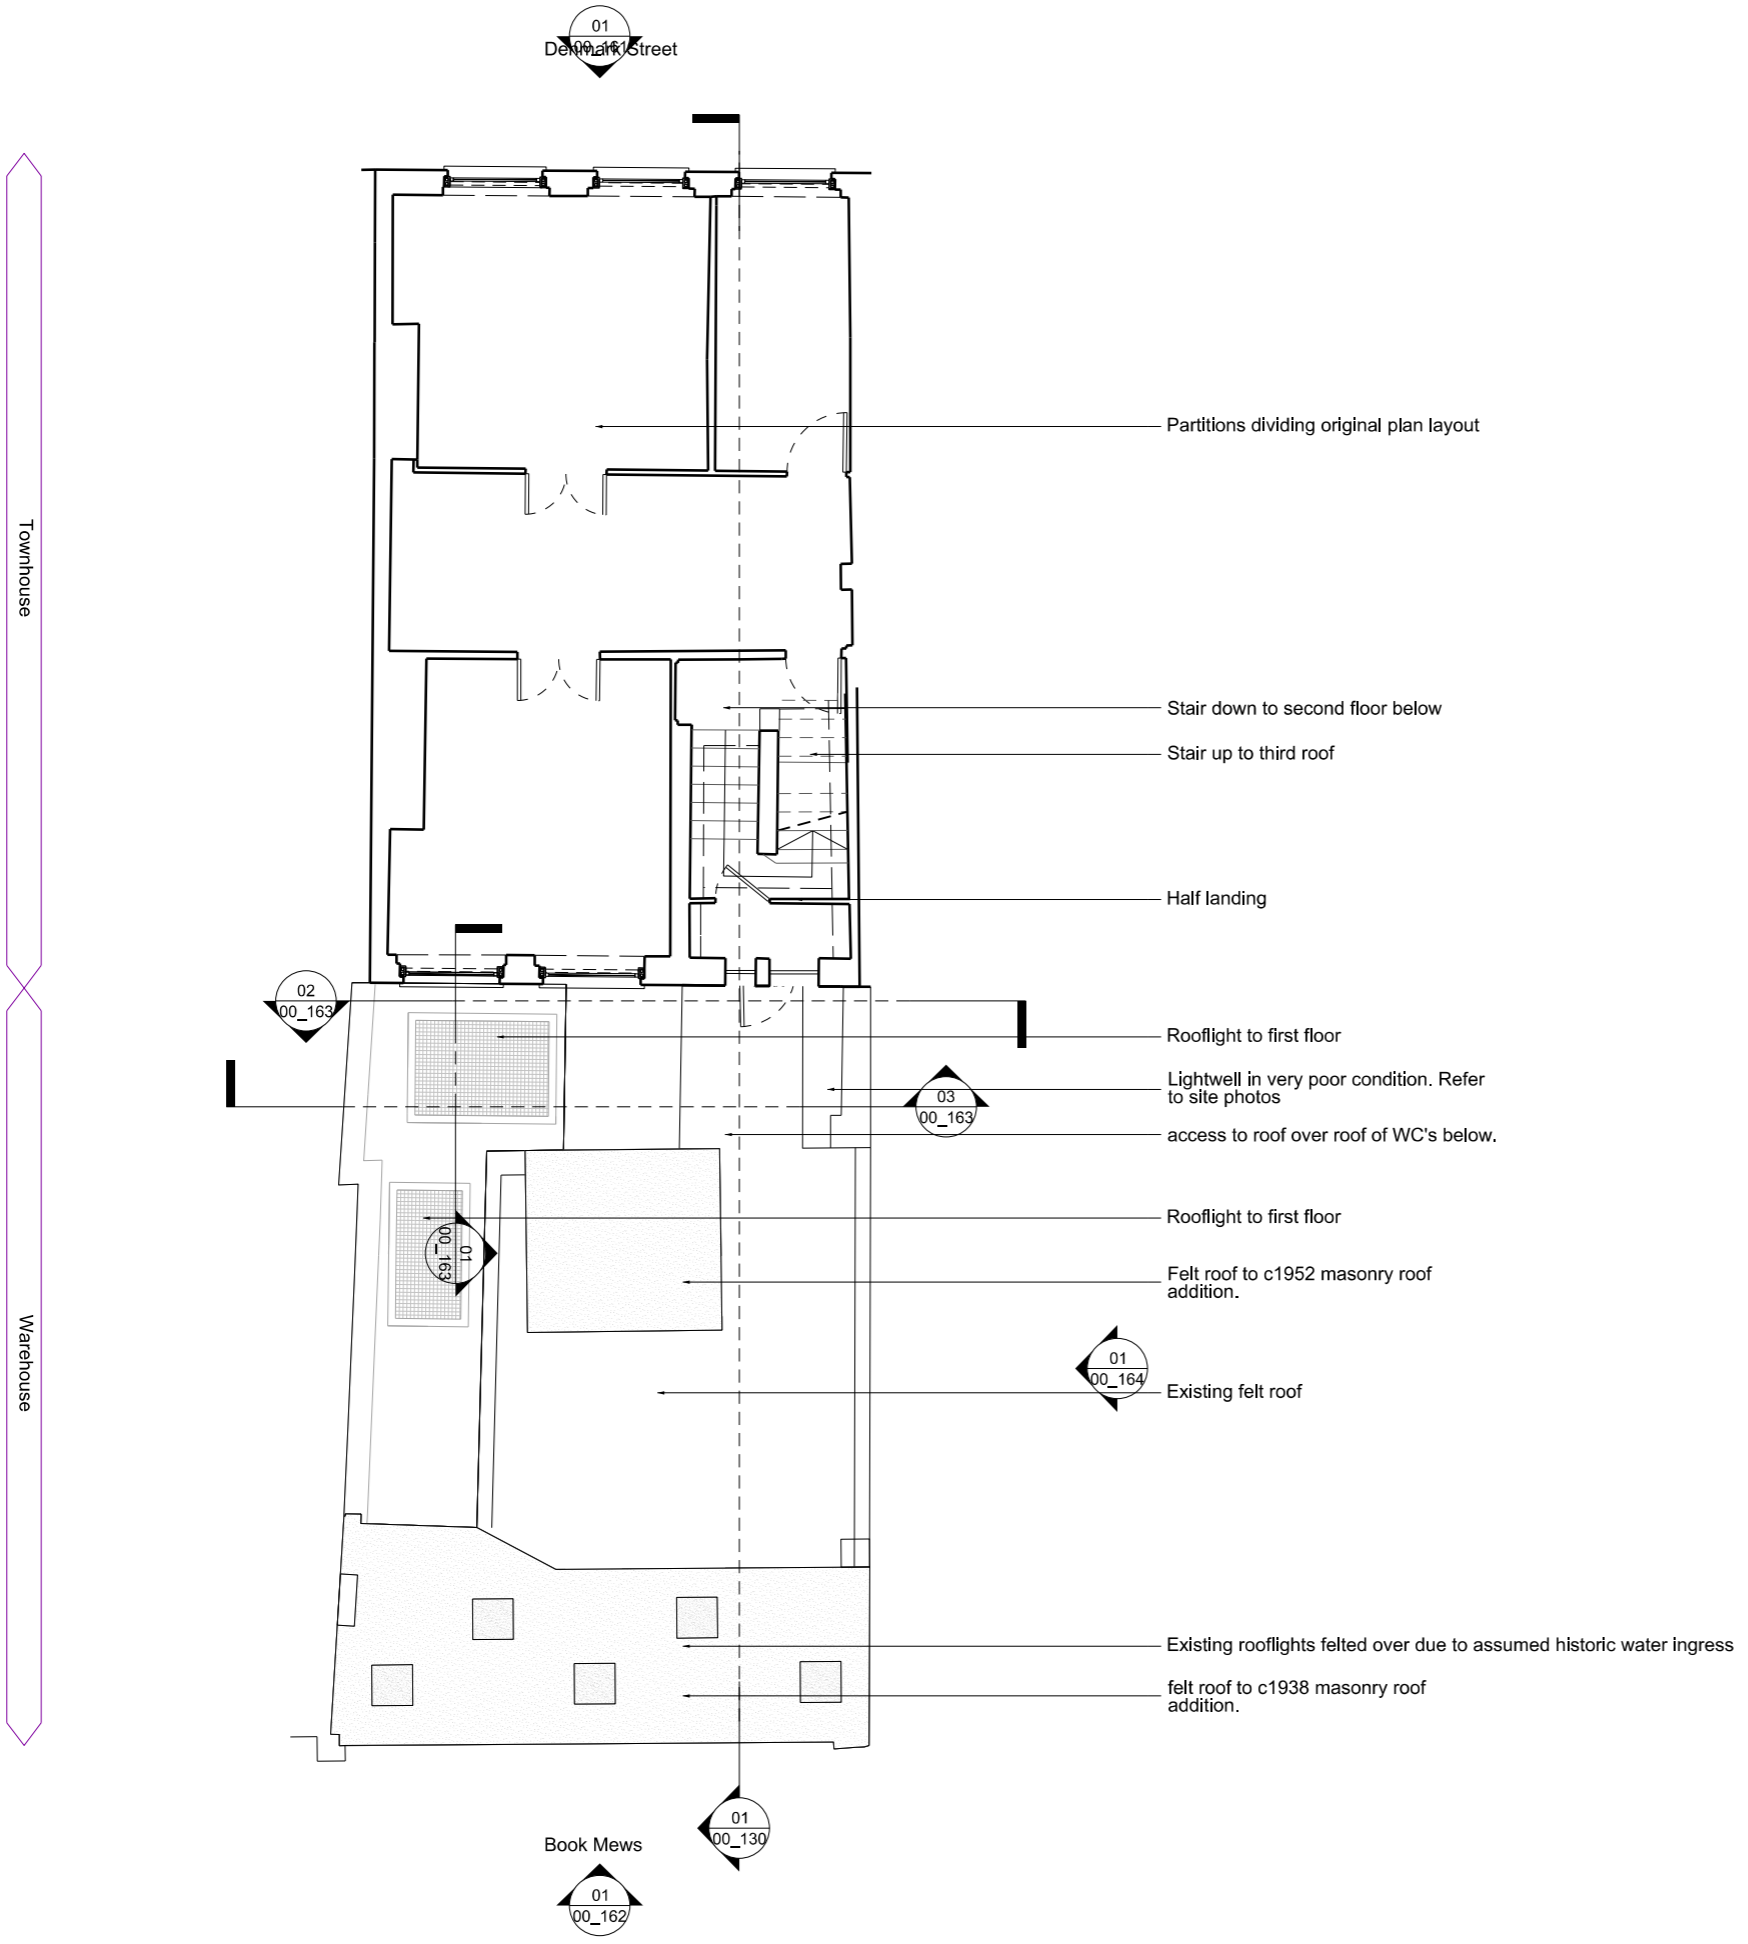 01
00_161
Denmark Street
Townhouse
Partitions dividing original plan layout
Stair down to second floor below
Stair up to third roof
Half landing
02
00_163
Rooflight to first floor
Lightwell in very poor condition. Refer
to site photos
03
00_163
access to roof over roof of WC's below.
Rooflight to first floor
01
00_163
Felt roof to c1952 masonry roof
addition.
Warehouse
01
00_164
Existing felt roof
Existing rooflights felted over due to assumed historic water ingress
felt roof to c1938 masonry roof
addition.
01
00_130
Book Mews
01
00_162